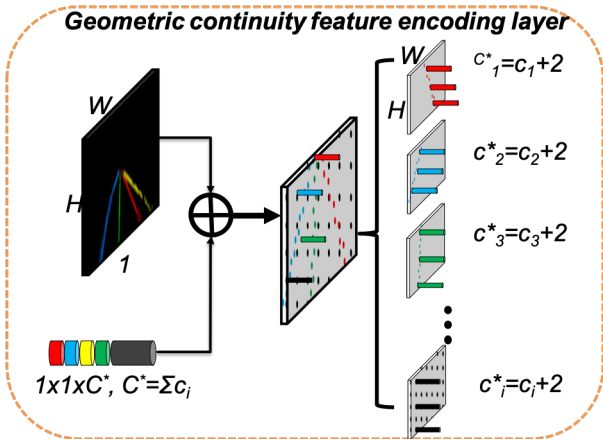 Geometric continuity feature encoding layer
W
H
1
1x1xC*, C*=Σcᵢ
W
H
C*₁=c₁+2
c*₂=c₂+2
c*₃=c₃+2
c*ᵢ=cᵢ+2